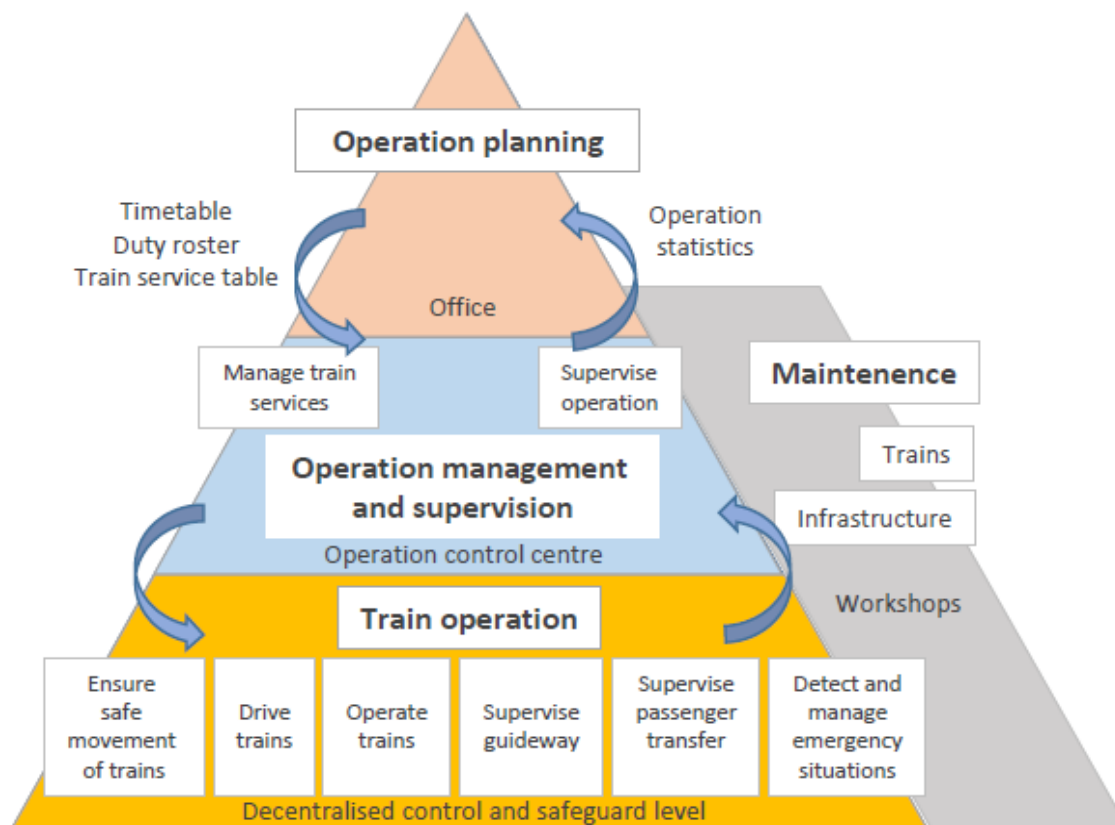 Operation planning
Timetable
Duty roster
Train service table
Operation
statistics
Office
Manage train
services
Supervise
operation
Maintenence
Trains
Infrastructure
Workshops
Operation management
and supervision
Operation control centre
Train operation
Ensure
safe
movement
of trains
Drive
trains
Operate
trains
Supervise
guideway
Supervise
passenger
transfer
Detect and
manage
emergency
situations
Decentralised control and safeguard level